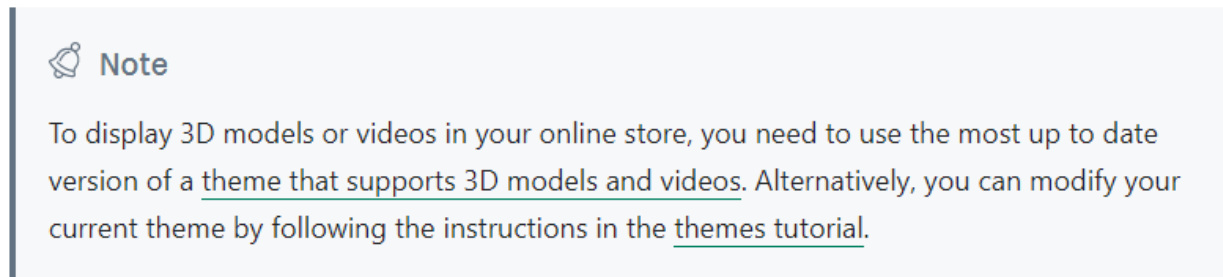 Note
To display 3D models or videos in your online store, you need to use the most up to date
version of a theme that supports 3D models and videos. Alternatively, you can modify your
current theme by following the instructions in the themes tutorial.